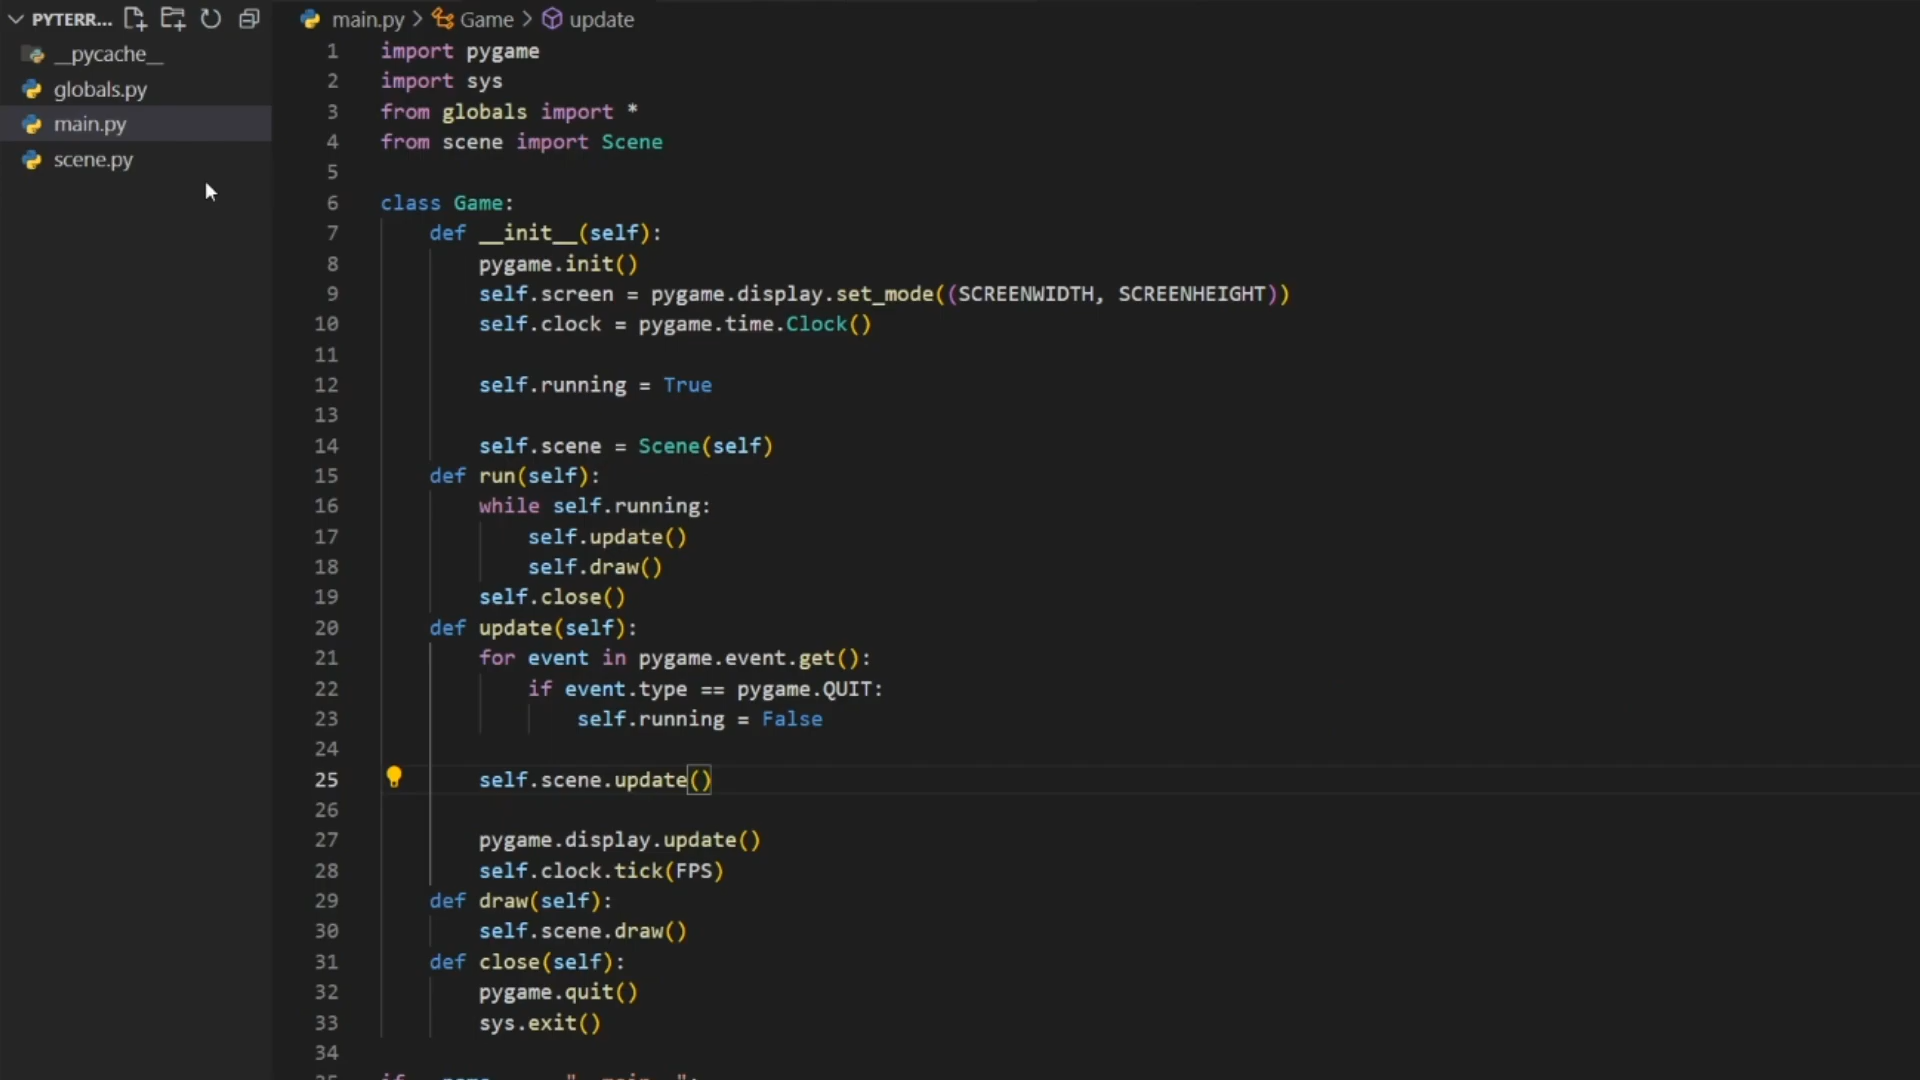 PYTERR...
__pycache__
globals.py
main.py
scene.py
main.py > Game > update
1 import pygame
2 import sys
3 from globals import *
4 from scene import Scene
5
6 class Game:
7     def __init__(self):
8         pygame.init()
9         self.screen = pygame.display.set_mode((SCREENWIDTH, SCREENHEIGHT))
10         self.clock = pygame.time.Clock()
11
12         self.running = True
13
14         self.scene = Scene(self)
15     def run(self):
16         while self.running:
17             self.update()
18             self.draw()
19         self.close()
20     def update(self):
21         for event in pygame.event.get():
22             if event.type == pygame.QUIT:
23                 self.running = False
24
25         self.scene.update()
26
27         pygame.display.update()
28         self.clock.tick(FPS)
29     def draw(self):
30         self.scene.draw()
31     def close(self):
32         pygame.quit()
33         sys.exit()
34